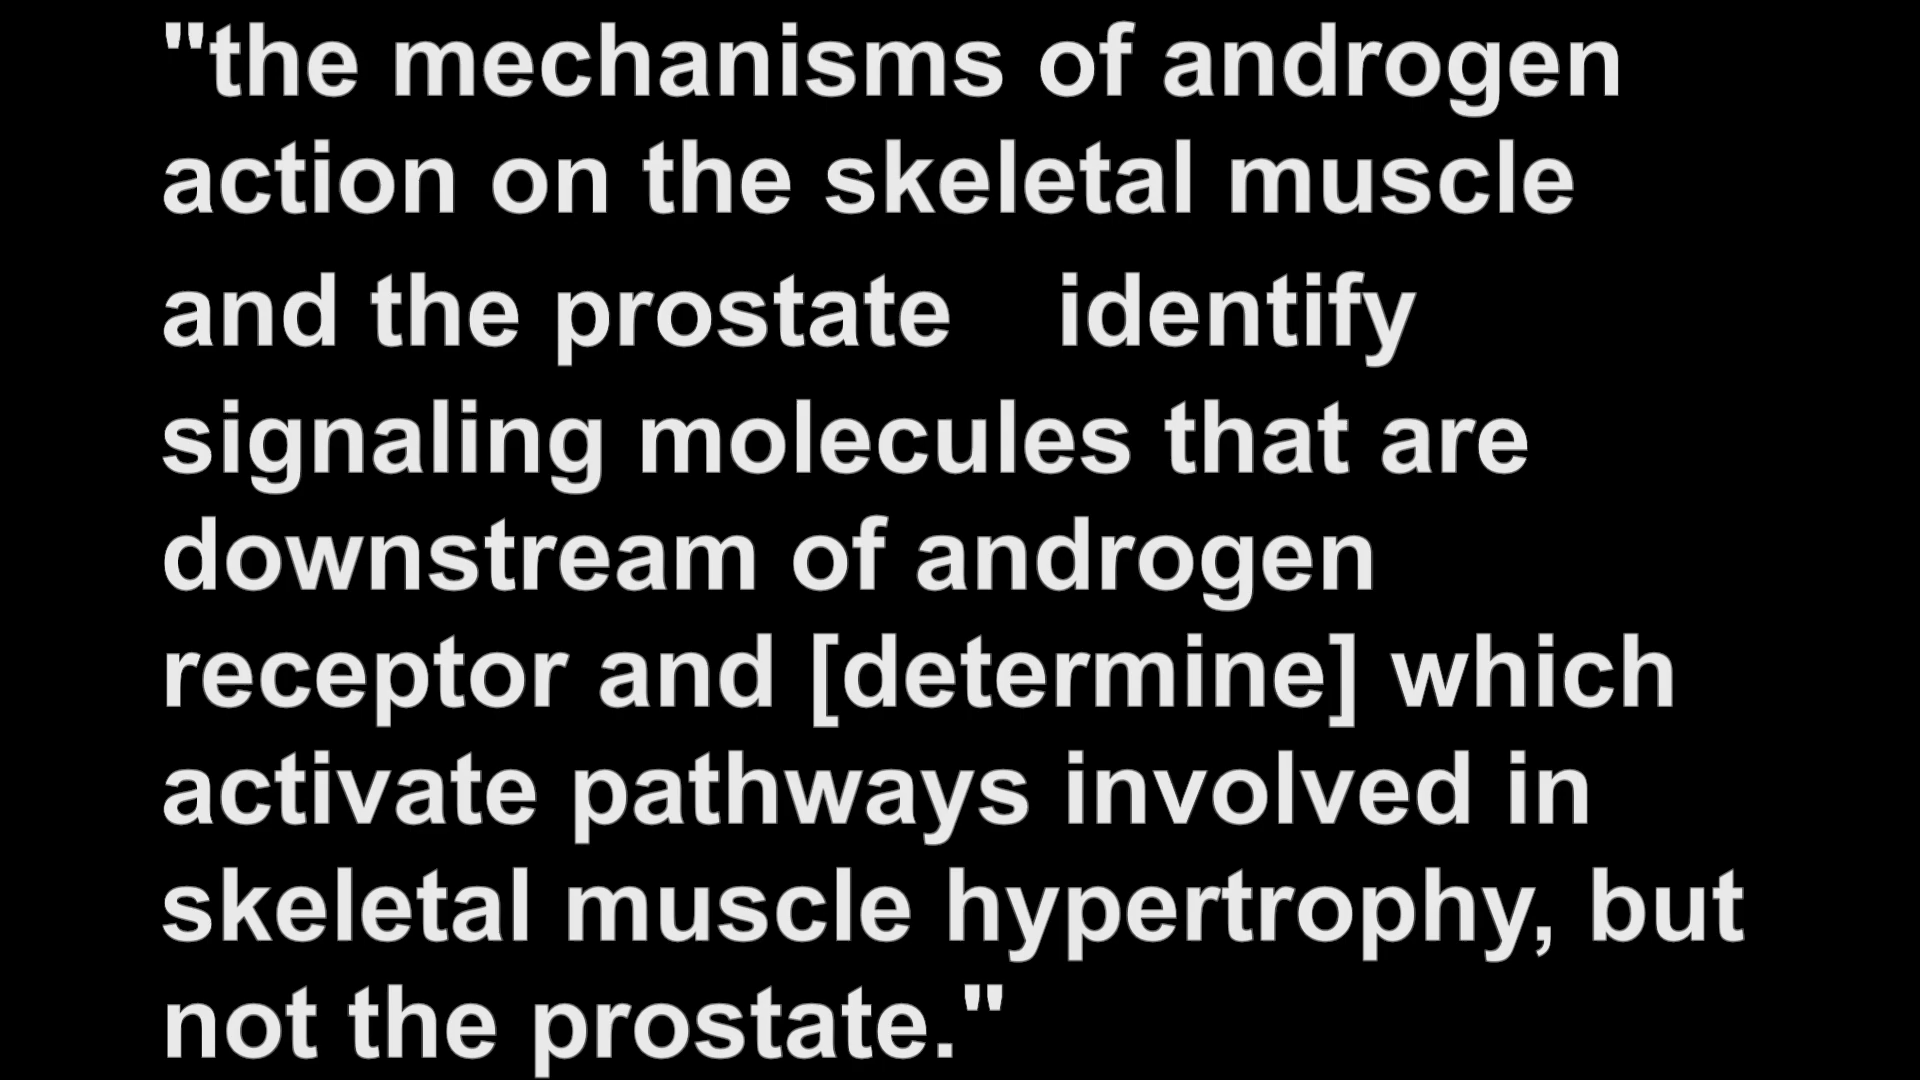 "the mechanisms of androgen
action on the skeletal muscle
and the prostate identify
signaling molecules that are
downstream of androgen
receptor and [determine] which
activate pathways involved in
skeletal muscle hypertrophy, but
not the prostate."